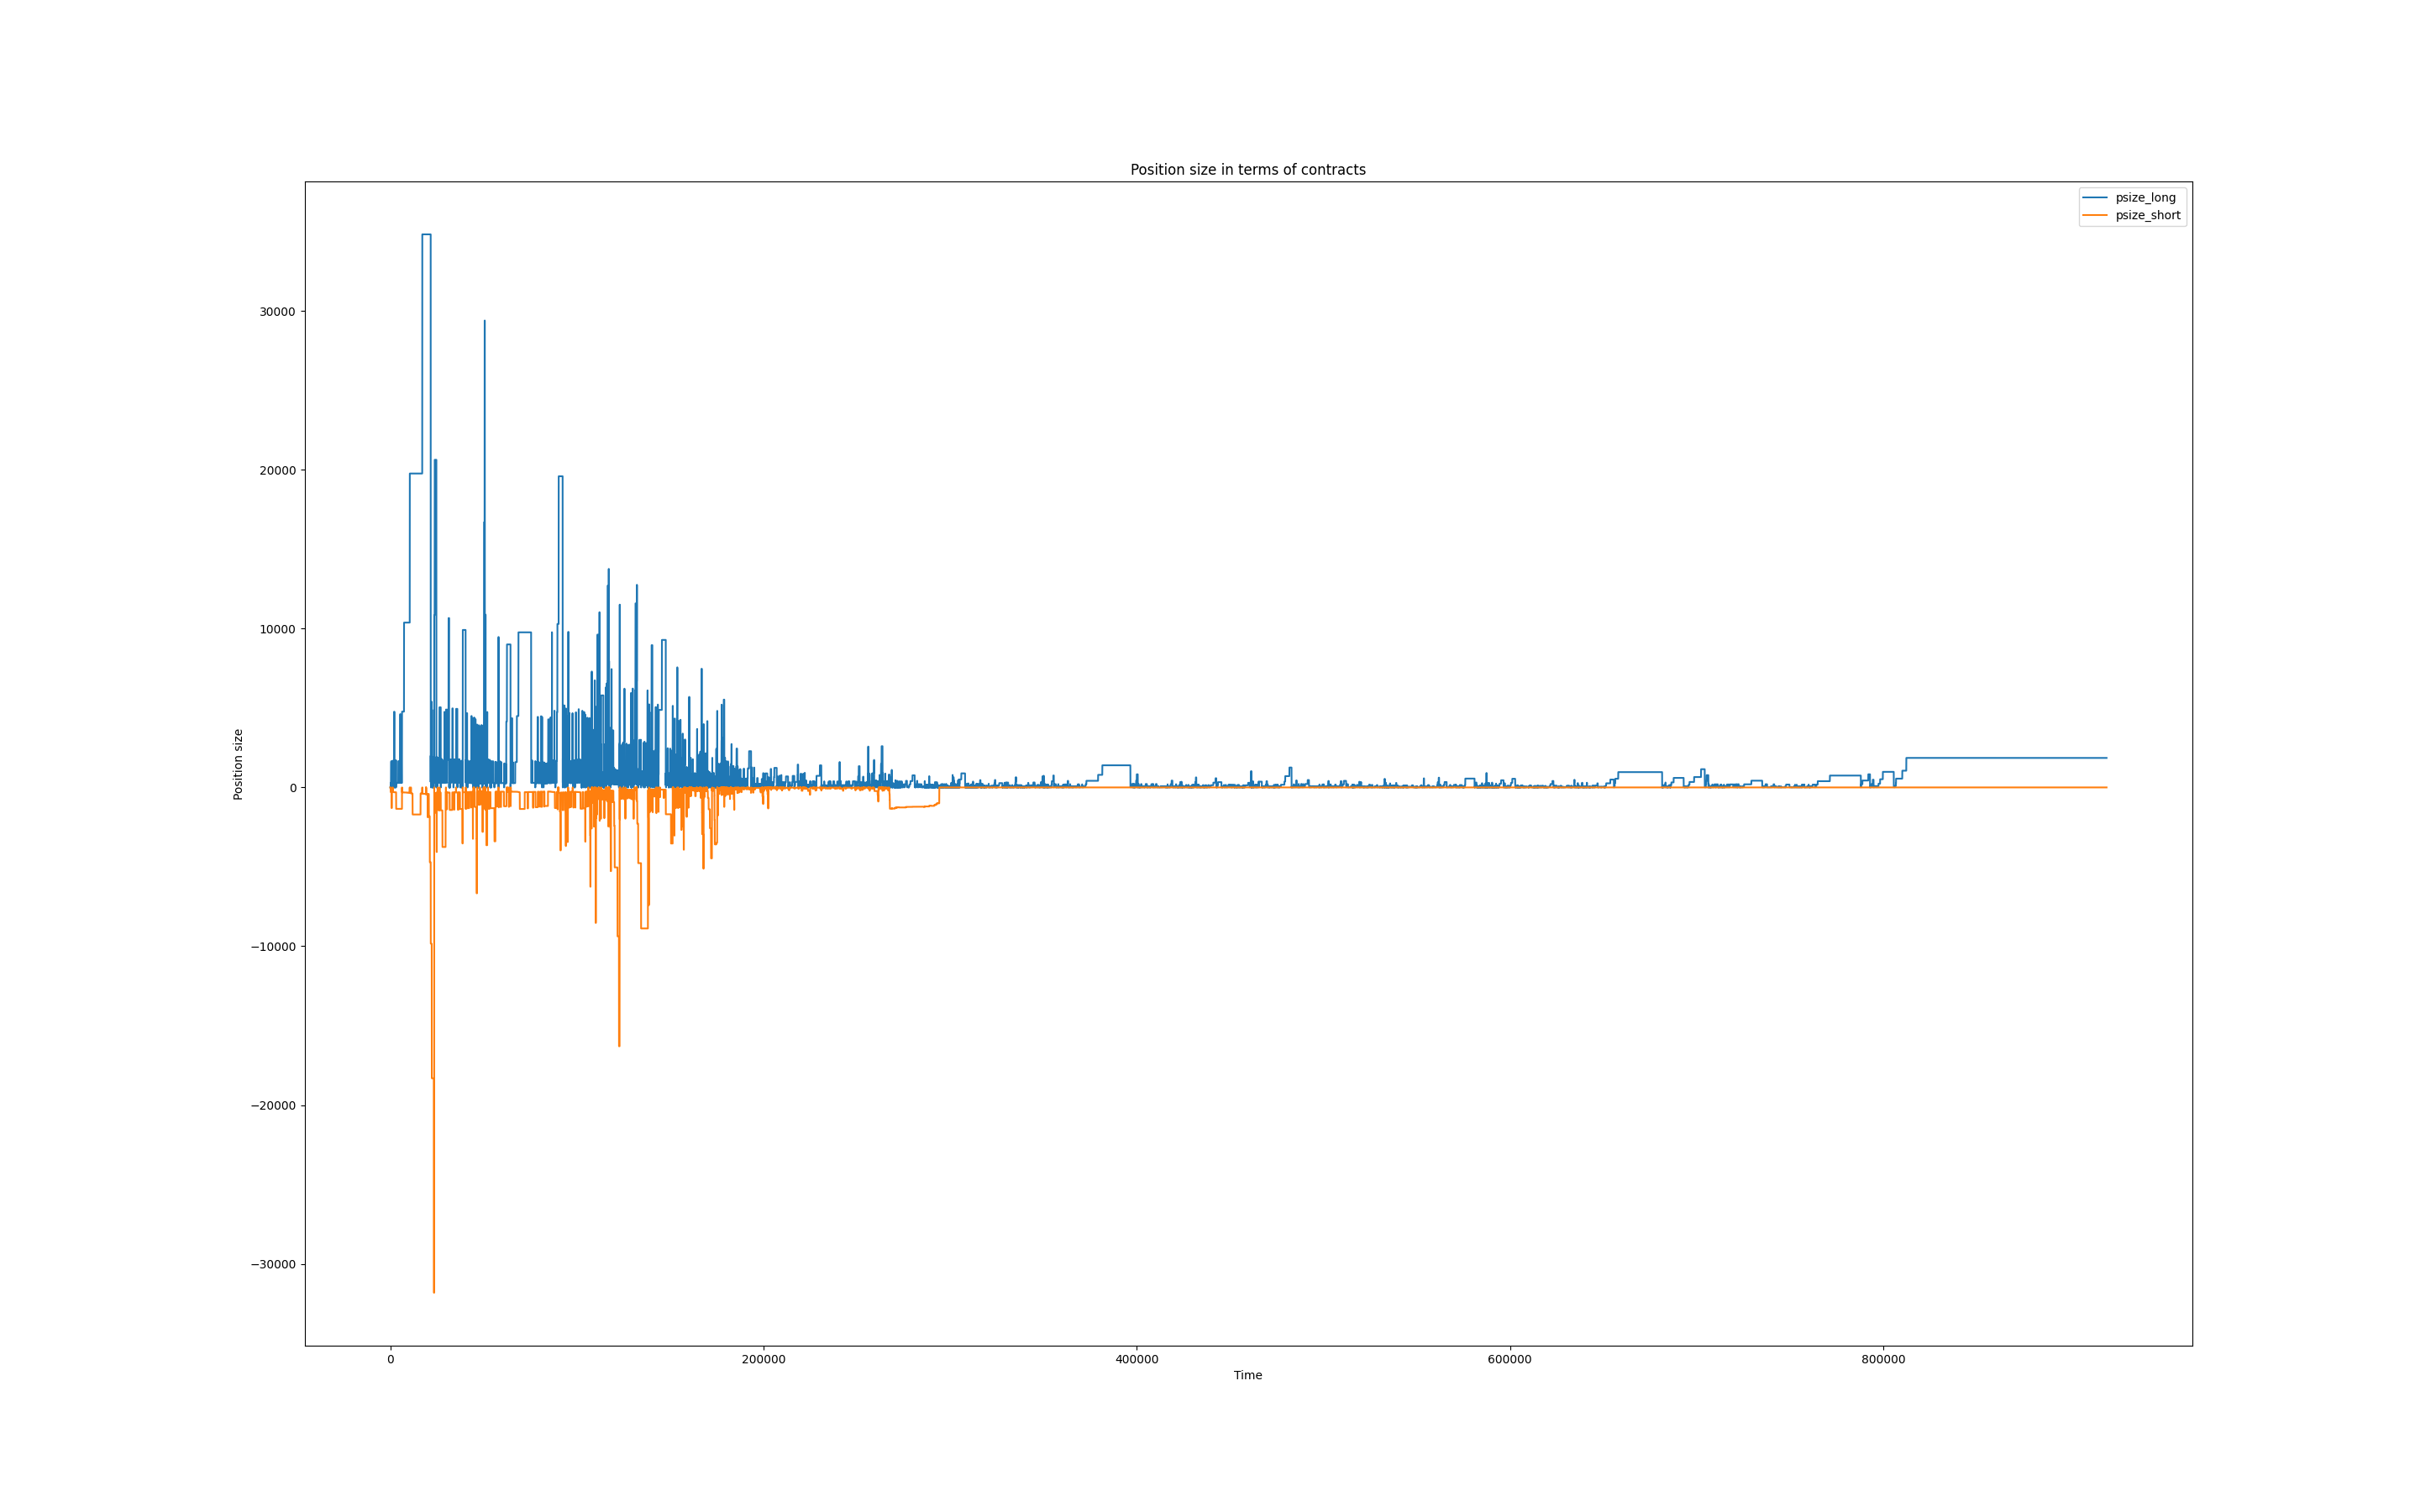 Position size in terms of contracts
psize_long
psize_short
30000
20000
10000
0
−10000
−20000
−30000
Position size
0
200000
400000
600000
800000
Time